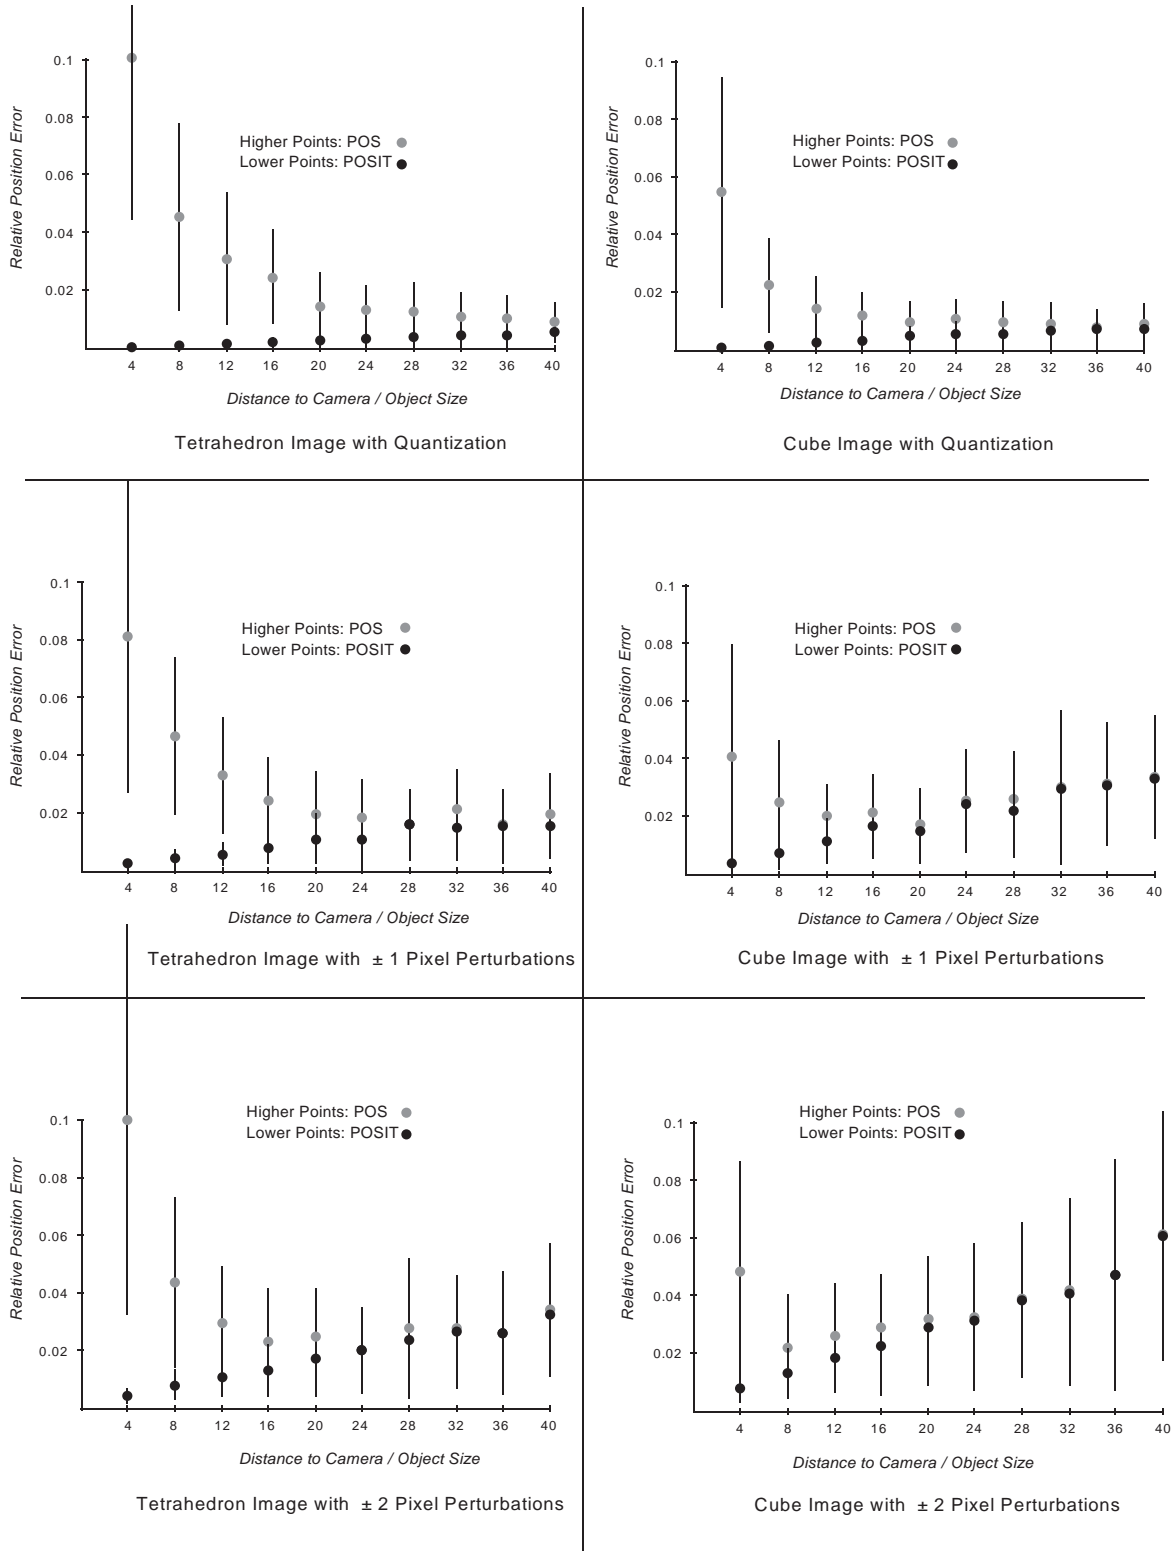 0.1
0.08
0.06
0.04
0.02
Relative Position Error
Higher Points: POS
Lower Points: POSIT
4 8 12 16 20 24 28 32 36 40
Distance to Camera / Object Size
Tetrahedron Image with Quantization
0.1
0.08
0.06
0.04
0.02
Relative Position Error
Higher Points: POS
Lower Points: POSIT
4 8 12 16 20 24 28 32 36 40
Distance to Camera / Object Size
Cube Image with Quantization
0.1
0.08
0.06
0.04
0.02
Relative Position Error
Higher Points: POS
Lower Points: POSIT
4 8 12 16 20 24 28 32 36 40
Distance to Camera / Object Size
Tetrahedron Image with ± 1 Pixel Perturbations
0.1
0.08
0.06
0.04
0.02
Relative Position Error
Higher Points: POS
Lower Points: POSIT
4 8 12 16 20 24 28 32 36 40
Distance to Camera / Object Size
Cube Image with ± 1 Pixel Perturbations
0.1
0.08
0.06
0.04
0.02
Relative Position Error
Higher Points: POS
Lower Points: POSIT
4 8 12 16 20 24 28 32 36 40
Distance to Camera / Object Size
Tetrahedron Image with ± 2 Pixel Perturbations
0.1
0.08
0.06
0.04
0.02
Relative Position Error
Higher Points: POS
Lower Points: POSIT
4 8 12 16 20 24 28 32 36 40
Distance to Camera / Object Size
Cube Image with ± 2 Pixel Perturbations